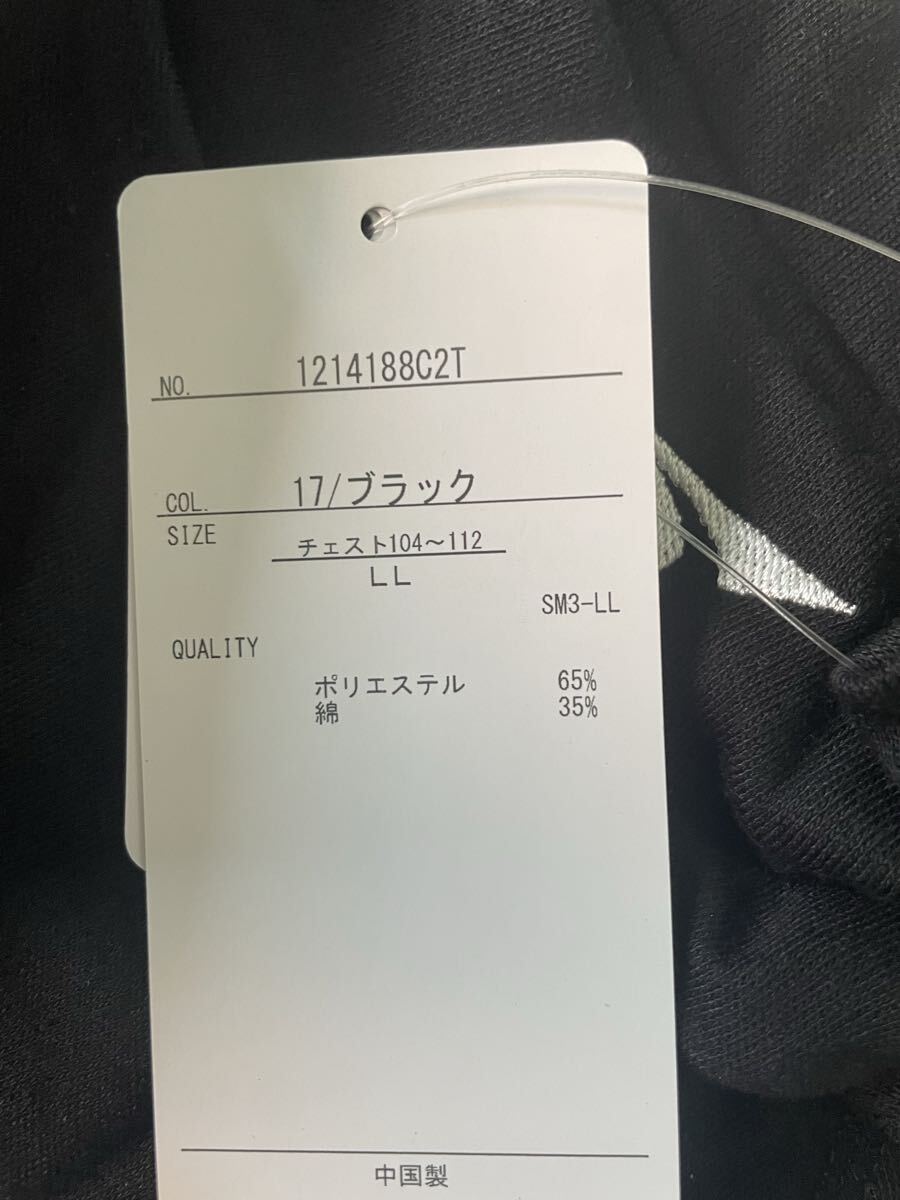 NO. 1214188C2T
COL. 17/ブラック
SIZE チェスト104～112
LL
SM3-LL
QUALITY
ポリエステル 65%
綿 35%
中国製